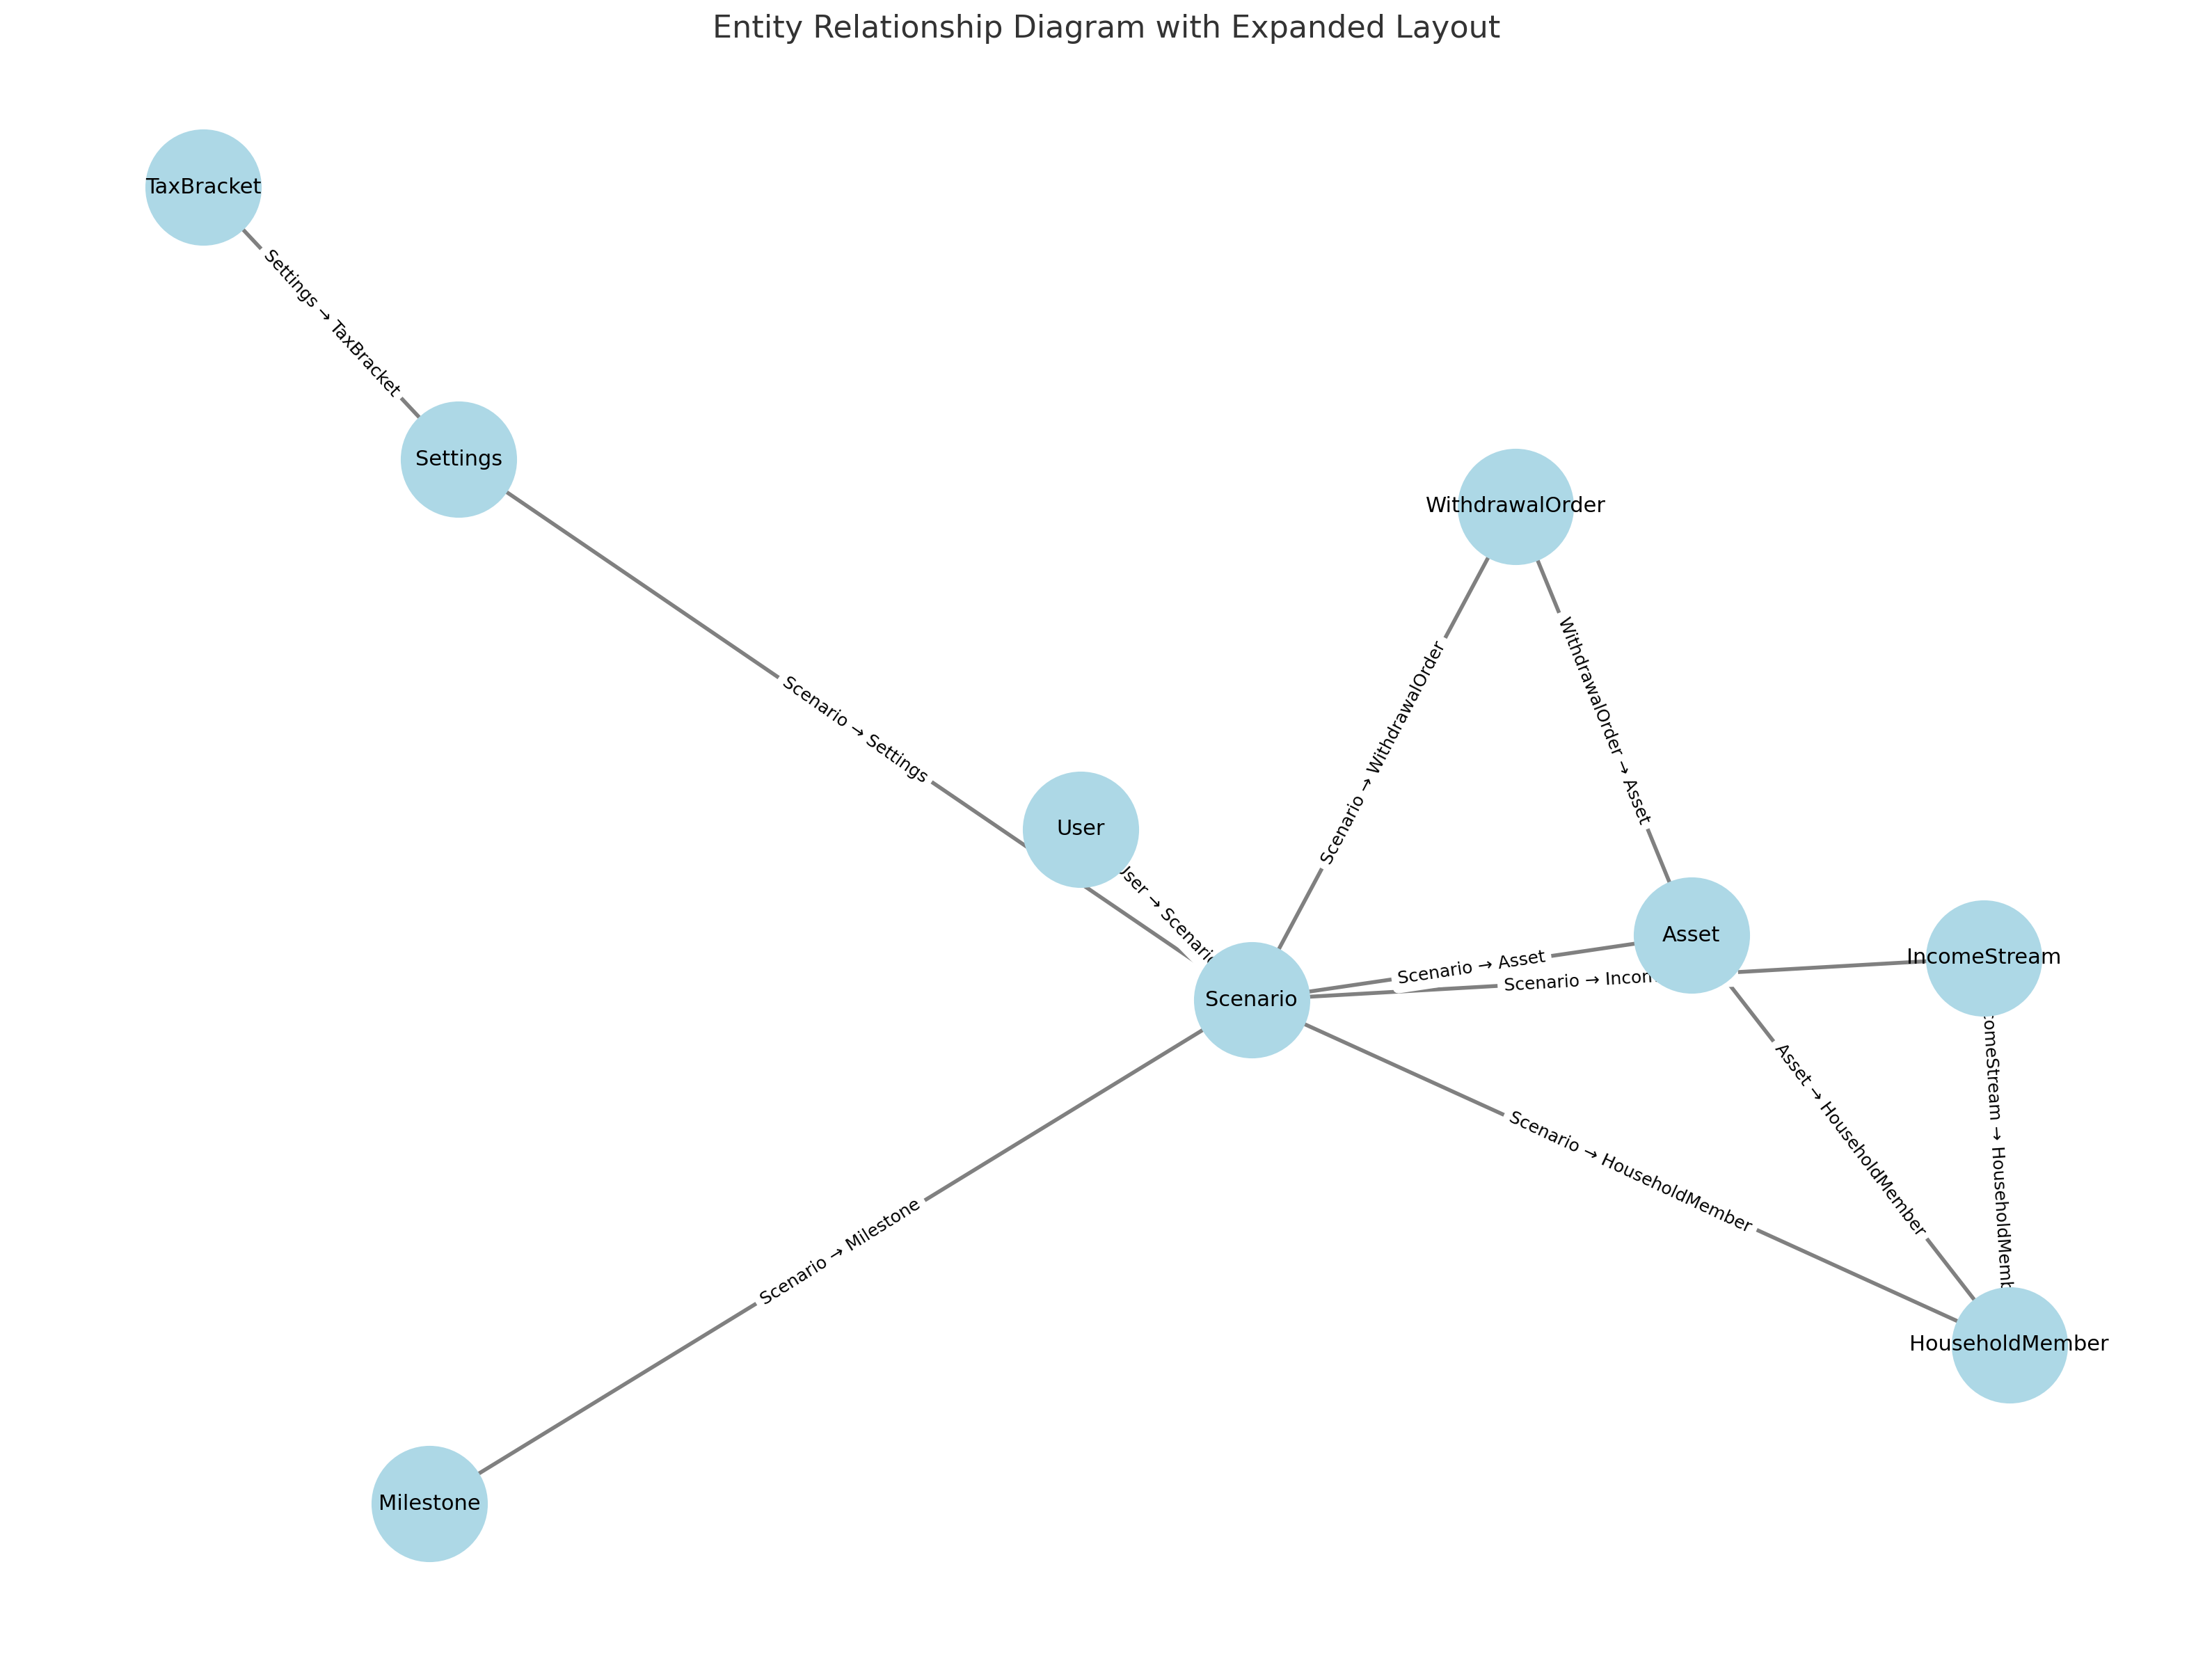 Entity Relationship Diagram with Expanded Layout
TaxBracket
Settings → TaxBracket
Settings
WithdrawalOrder
Scenario → Settings
Scenario → WithdrawalOrder
WithdrawalOrder → Asset
User
User → Scenario
Asset
IncomeStream
Scenario → Asset
Scenario → Incom
Scenario
comeStream → HouseholdMemb
Asset → HouseholdMember
Scenario → HouseholdMember
Scenario → Milestone
HouseholdMember
Milestone